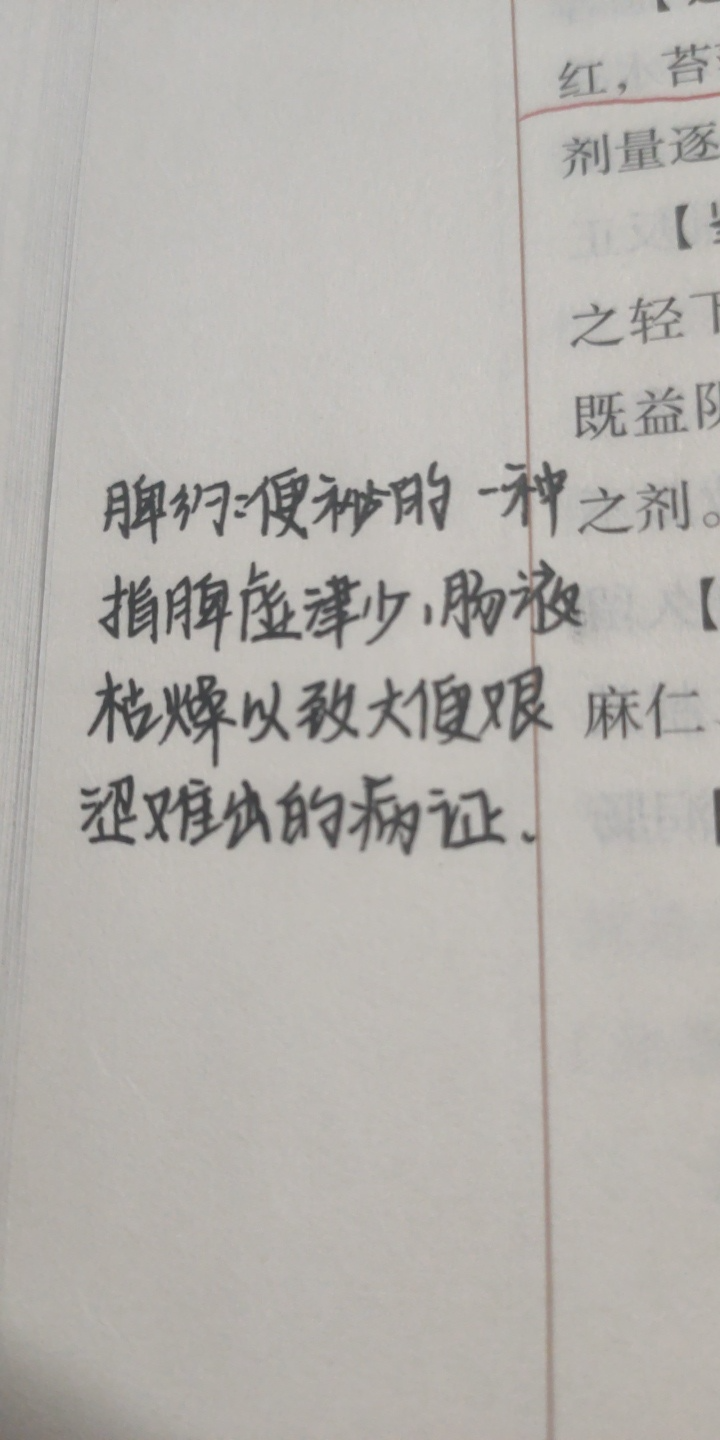 红，苔
剂量逐
【
之轻下
既益阴
脾约:便秘的一种
之剂。
指脾虚津少,肠液
【
枯燥以致大便艰
麻仁、
涩难出的病证.